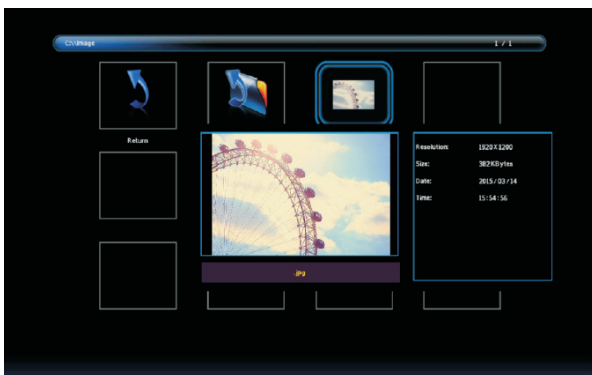 C:\\Image 1 / 1
Return
Resolution: 1920X1200
Size: 382KBytes
Date: 2015/03/14
Time: 15:54:56
.jpg